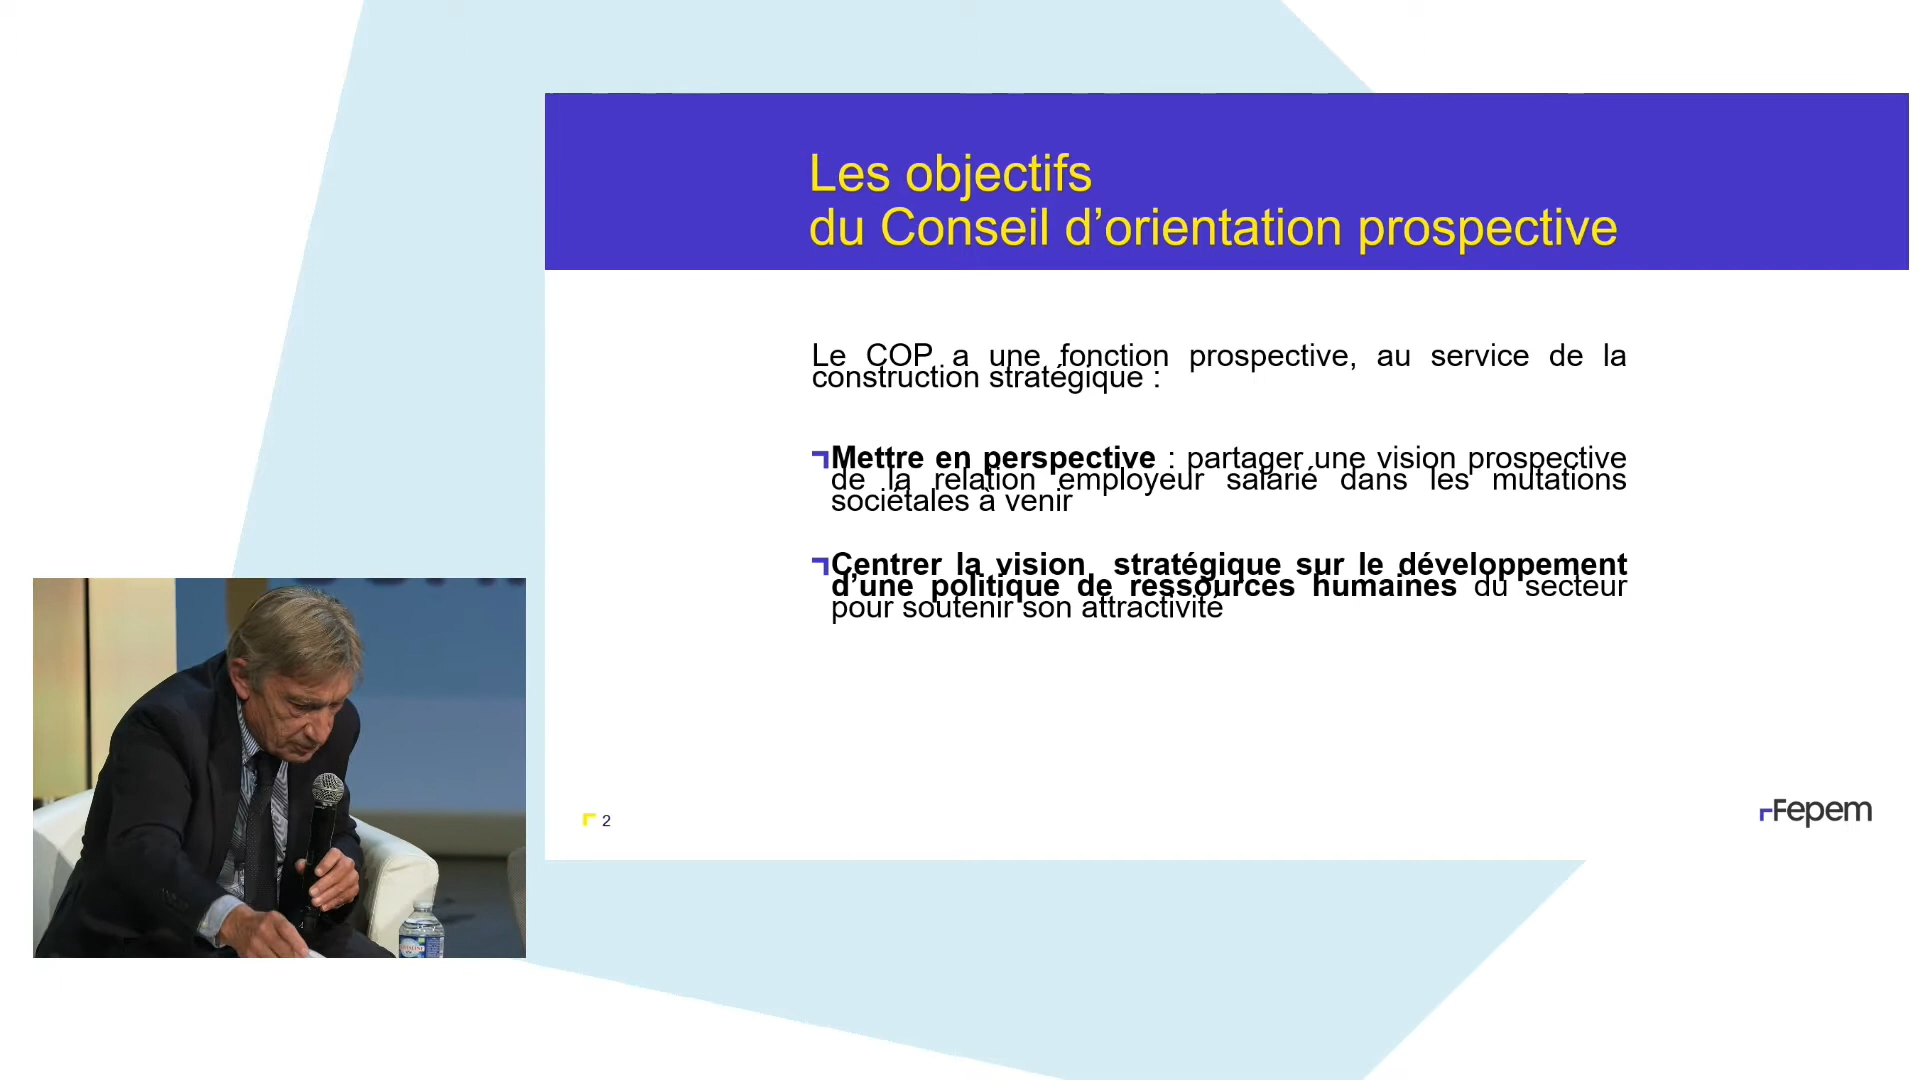 Les objectifs
du Conseil d’orientation prospective
Le COP a une fonction prospective, au service de la
construction stratégique :
Mettre en perspective : partager une vision prospective
de la relation employeur salarié dans les mutations
sociétales à venir
Centrer la vision stratégique sur le développement
d’une politique de ressources humaines du secteur
pour soutenir son attractivité
2
Fepem